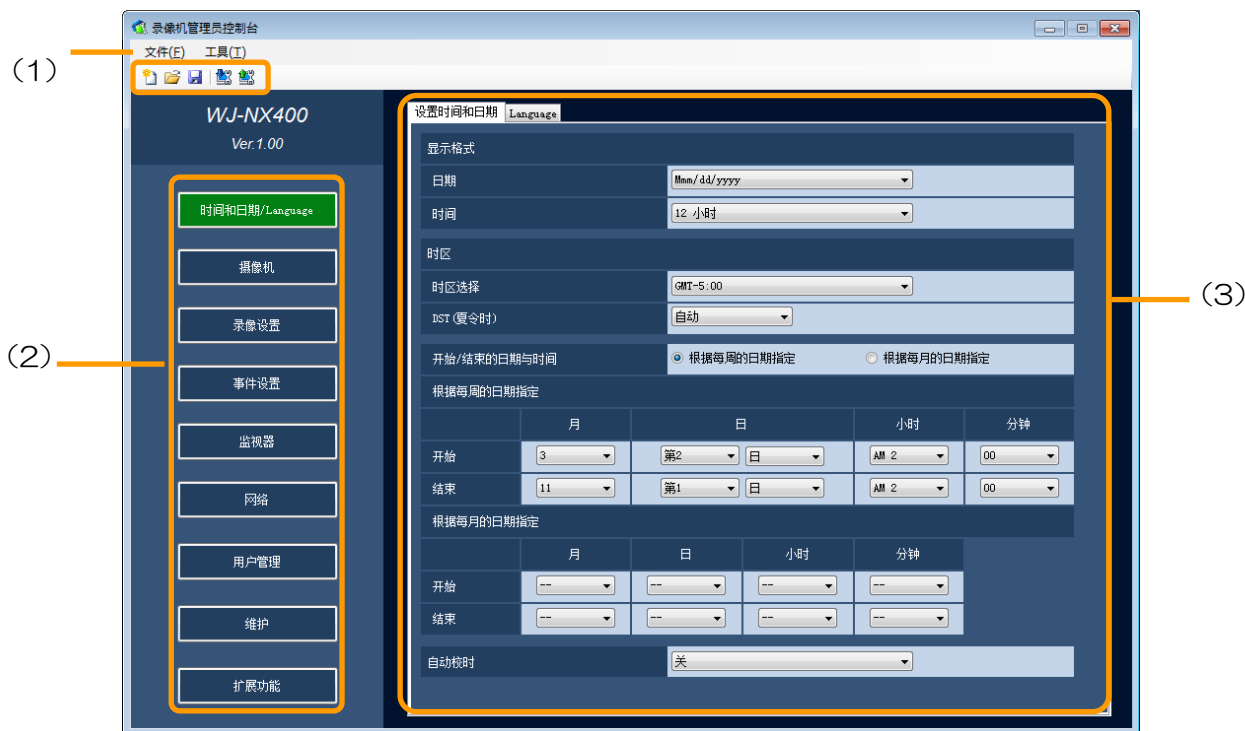 录像机管理员控制台
文件(F) 工具(T)
(1)
WJ-NX400
Ver.1.00
(2)
时间和日期/Language
摄像机
录像设置
事件设置
监视器
网络
用户管理
维护
扩展功能
(3)
设置时间和日期 Language
显示格式
日期 Mmm/dd/yyyy
时间 12 小时
时区
时区选择 GMT-5:00
DST(夏令时) 自动
开始/结束的日期与时间 根据每周的日期指定 根据每月的日期指定
根据每周的日期指定
月 日 小时 分钟
开始 3 第2 日 AM 2 00
结束 11 第1 日 AM 2 00
根据每月的日期指定
月 日 小时 分钟
开始 -- -- -- --
结束 -- -- -- --
自动校时 关